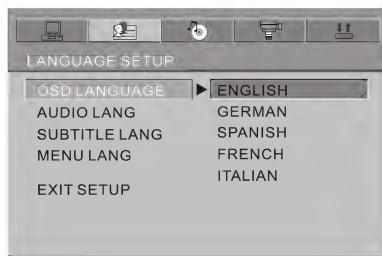 LANGUAGE SETUP
OSD LANGUAGE ENGLISH
AUDIO LANG GERMAN
SUBTITLE LANG SPANISH
MENU LANG FRENCH
ITALIAN
EXIT SETUP